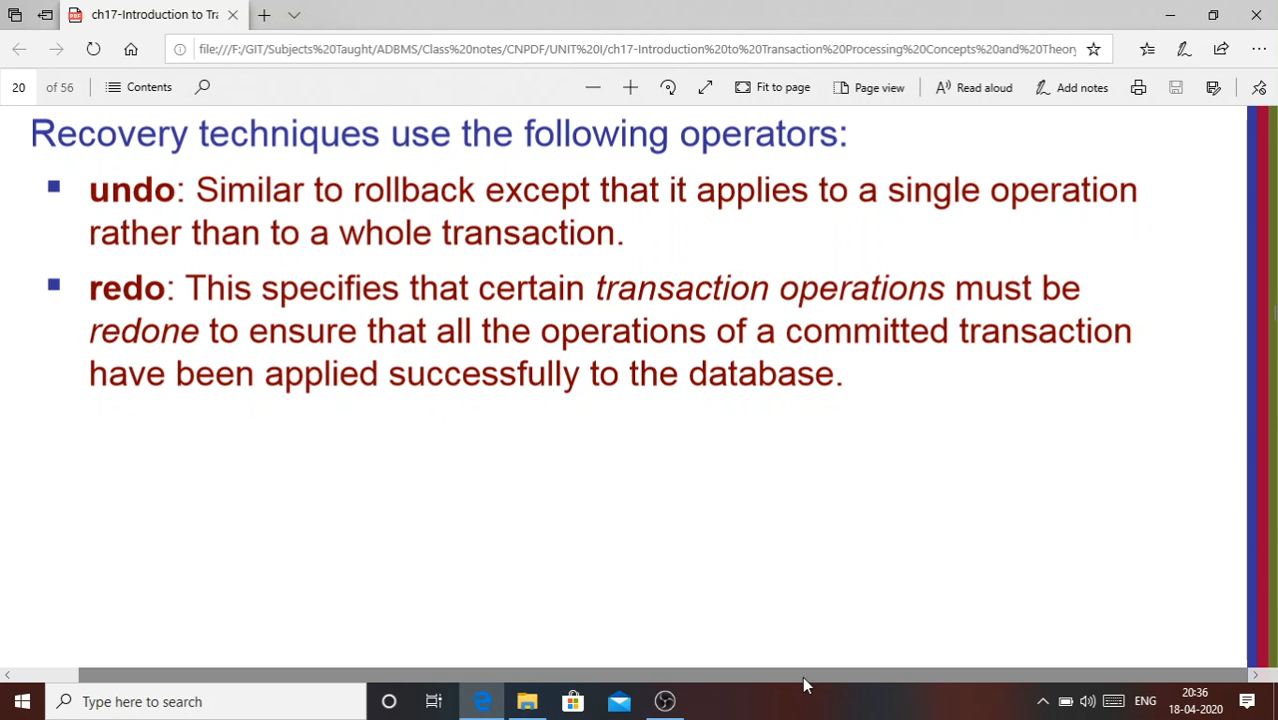 ch17-Introduction to Tra
file:///F:/GIT/Subjects%20Taught/ADBMS/Class%20notes/CNPDF/UNIT%20I/ch17-Introduction%20to%20Transaction%20Processing%20Concepts%20and%20Theory
20 of 56 Contents Fit to page Page view Read aloud Add notes
Recovery techniques use the following operators:
undo: Similar to rollback except that it applies to a single operation
rather than to a whole transaction.
redo: This specifies that certain transaction operations must be
redone to ensure that all the operations of a committed transaction
have been applied successfully to the database.
Type here to search
ENG
20:36
18-04-2020